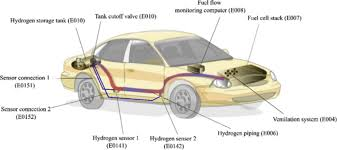 Fuel flow
monitoring computer (E008)
Tank cutoff valve (E010)
Hydrogen storage tank (E010)
Fuel cell stack (E007)
Sensor connection 1
(E0151)
Sensor connection 2
(E0152)
Ventilation system (E004)
Hydrogen sensor 1
(E0141)
Hydrogen sensor 2
(E0142)
Hydrogen piping (E006)